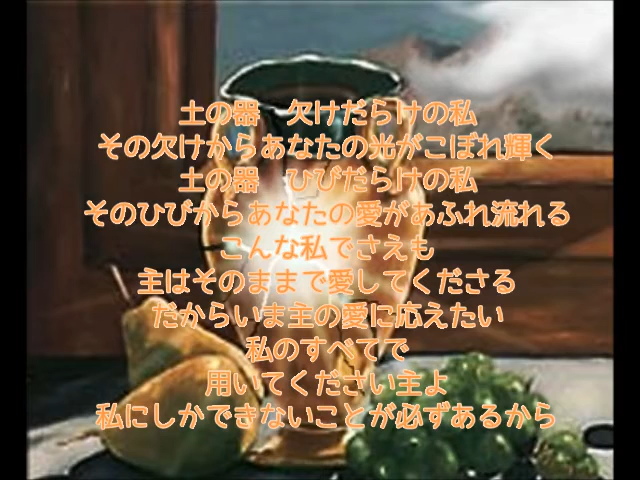 土の器　欠けだらけの私
その欠けからあなたの光がこぼれ輝く
土の器　ひびだらけの私
そのひびからあなたの愛があふれ流れる
こんな私でさえも
主はそのままで愛してくださる
だからいま主の愛に応えたい
私のすべてで
用いてください主よ
私にしかできないことが必ずあるから